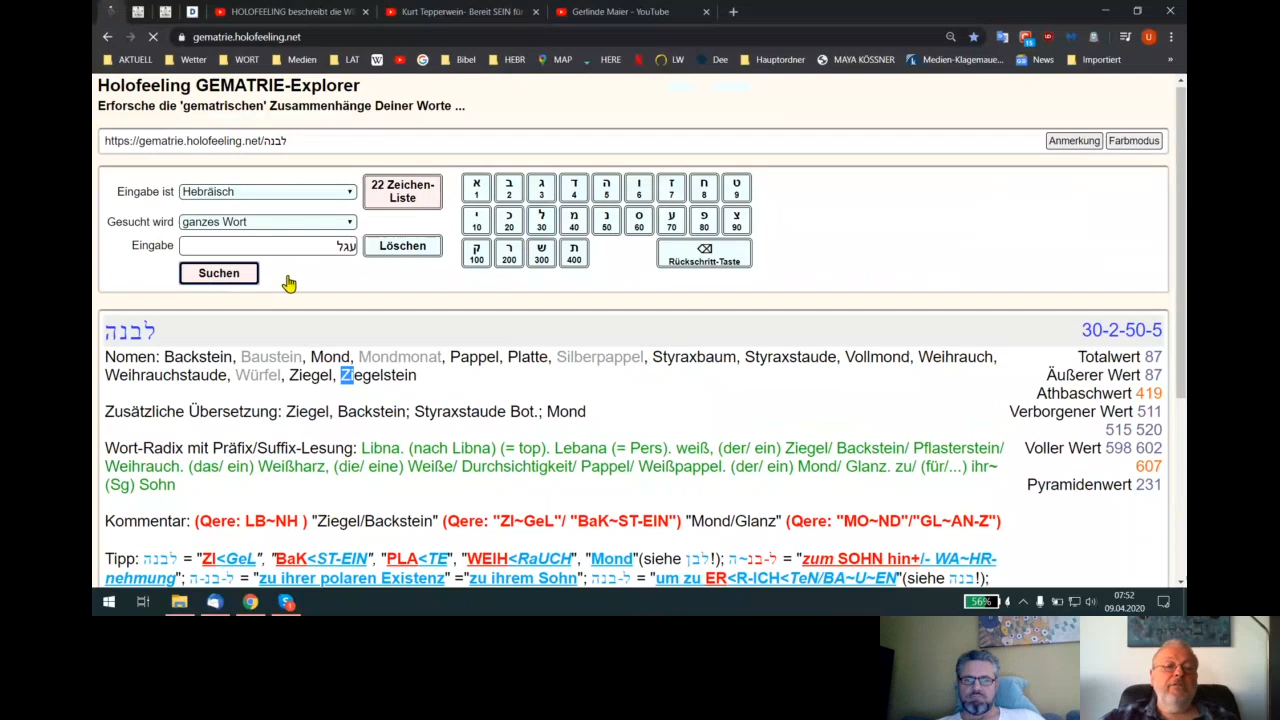 HOLOFEELING beschreibt die WI
Kurt Tepperwein- Bereit SEIN für
Gerlinde Maier - YouTube
gematrie.holofeeling.net
AKTUELL Wetter WORT Medien LAT Bibel HEBR MAP HERE LW Dee Hauptordner MAYA KÖSSNER Medien-Klagemaue... News Importiert »
Holofeeling GEMATRIE-Explorer
Erforsche die 'gematrischen' Zusammenhänge Deiner Worte ...
https://gematrie.holofeeling.net/לבנה
Anmerkung Farbmodus
Eingabe ist Hebräisch
22 Zeichen-
Liste
Gesucht wird ganzes Wort
Eingabe עגל Löschen
Suchen
א ב ג ד ה ו ז ח ט
1 2 3 4 5 6 7 8 9
י כ ל מ נ ס ע פ צ
10 20 30 40 50 60 70 80 90
ק ר ש ת ⌫
100 200 300 400 Rückschritt-Taste
לבנה 30-2-50-5
Nomen: Backstein, Baustein, Mond, Mondmonat, Pappel, Platte, Silberpappel, Styraxbaum, Styraxstaude, Vollmond, Weihrauch,
Weihrauchstaude, Würfel, Ziegel, Ziegelstein
Zusätzliche Übersetzung: Ziegel, Backstein; Styraxstaude Bot.; Mond
Wort-Radix mit Präfix/Suffix-Lesung: Libna. (nach Libna) (= top). Lebana (= Pers). weiß, (der/ ein) Ziegel/ Backstein/ Pflasterstein/
Weihrauch. (das/ ein) Weißharz, (die/ eine) Weiße/ Durchsichtigkeit/ Pappel/ Weißpappel. (der/ ein) Mond/ Glanz. zu/ (für/...) ihr~
(Sg) Sohn
Kommentar: (Qere: LB~NH ) "Ziegel/Backstein" (Qere: "ZI~GeL"/ "BaK~ST-EIN") "Mond/Glanz" (Qere: "MO~ND"/"GL~AN-Z")
Tipp: לבנה = "ZI<GeL", "BaK<ST-EIN", "PLA<TE", "WEIH<RaUCH", "Mond"(siehe לבן!); ל-בנ~ה = "zum SOHN hin+/- WA~HR-
nehmung"; ל-בנ-ה = "zu ihrer polaren Existenz" ="zu ihrem Sohn"; ל-בנה = "um zu ER<R-ICH<TeN/BA~U~EN"(siehe בנה!);
Totalwert 87
Äußerer Wert 87
Athbaschwert 419
Verborgener Wert 511
515 520
Voller Wert 598 602
607
Pyramidenwert 231
56%
07:52
09.04.2020